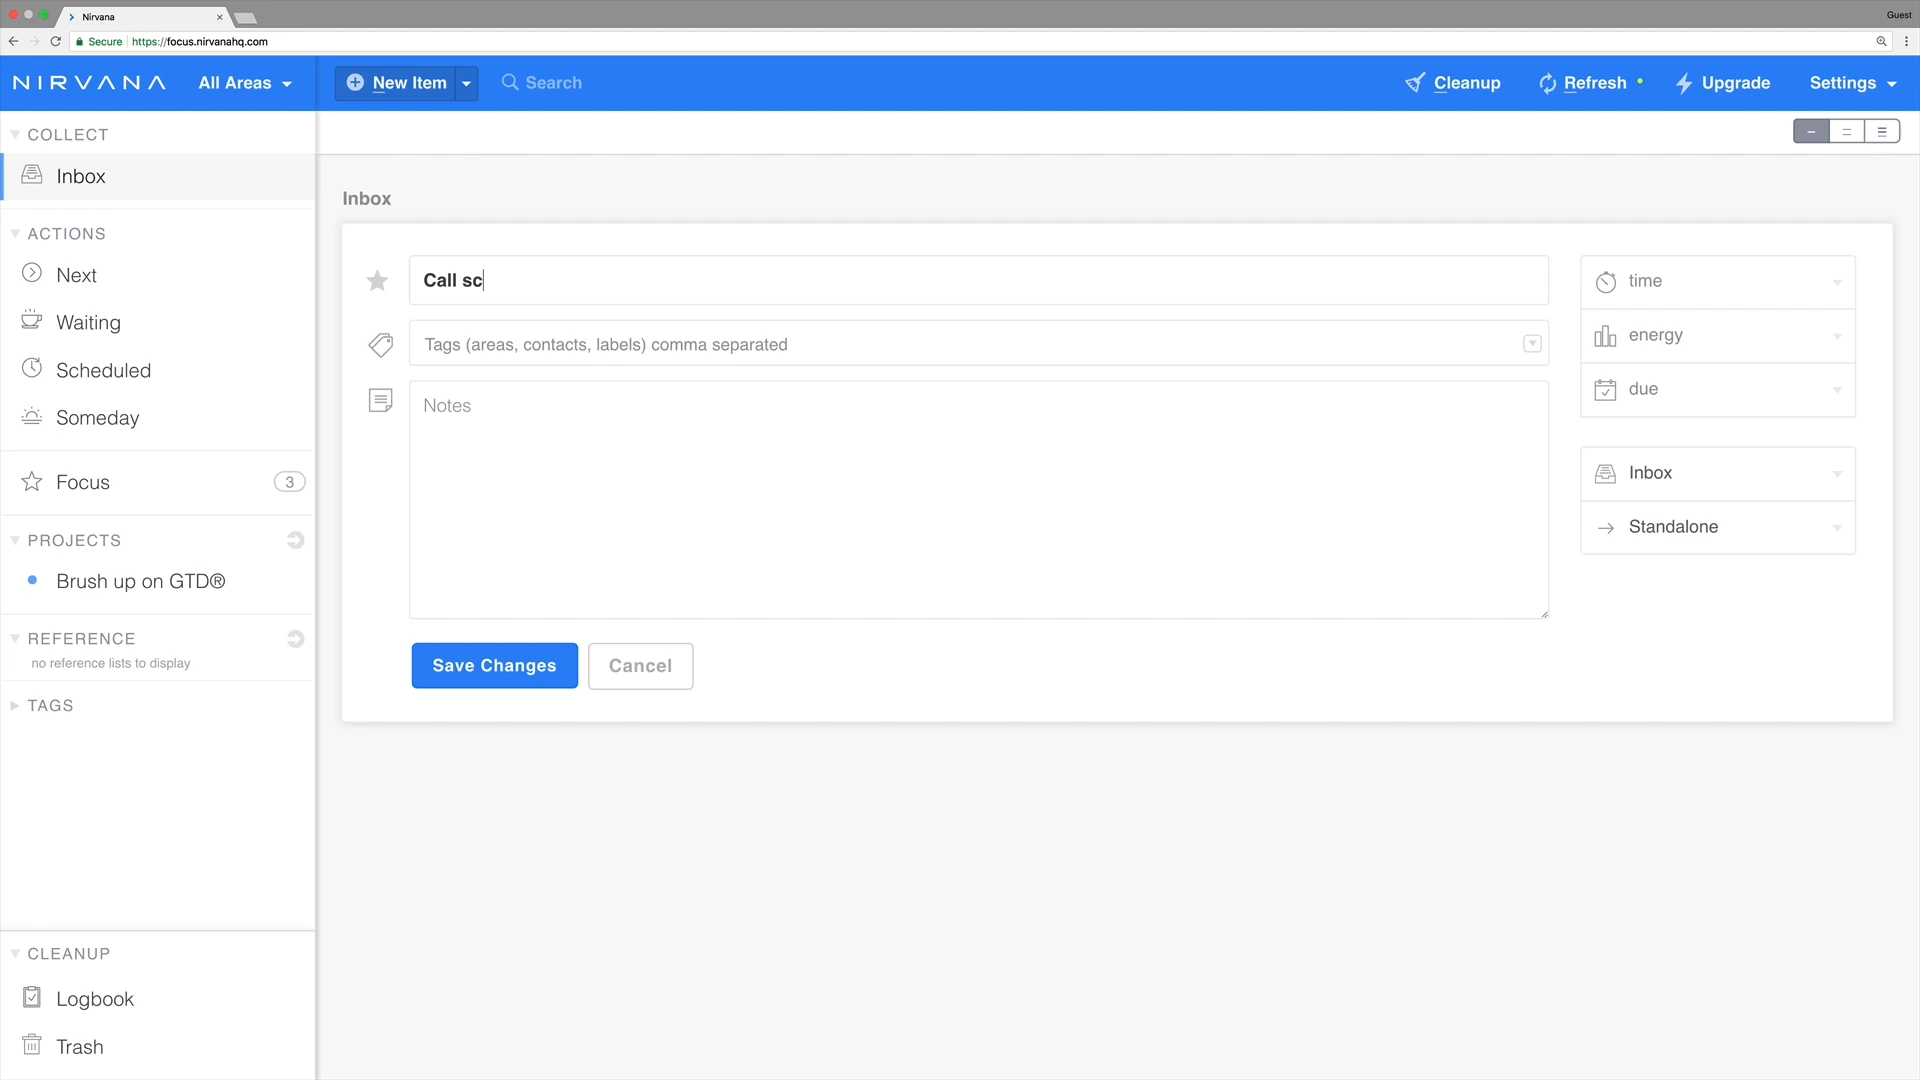 Nirvana
Guest
Secure https://focus.nirvanahq.com
NIRVANA
All Areas
New Item
Search
Cleanup
Refresh
Upgrade
Settings
COLLECT
Inbox
ACTIONS
Next
Waiting
Scheduled
Someday
Focus
3
PROJECTS
Brush up on GTD®
REFERENCE
no reference lists to display
TAGS
CLEANUP
Logbook
Trash
Inbox
Call sc
Tags (areas, contacts, labels) comma separated
Notes
Save Changes
Cancel
time
energy
due
Inbox
Standalone